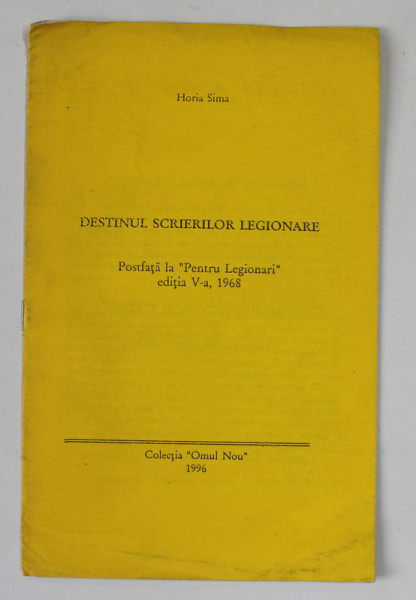 Horia Sima
DESTINUL SCRIERILOR LEGIONARE
Postfaţă la "Pentru Legionari"
ediţia V-a, 1968
Colecţia "Omul Nou"
1996